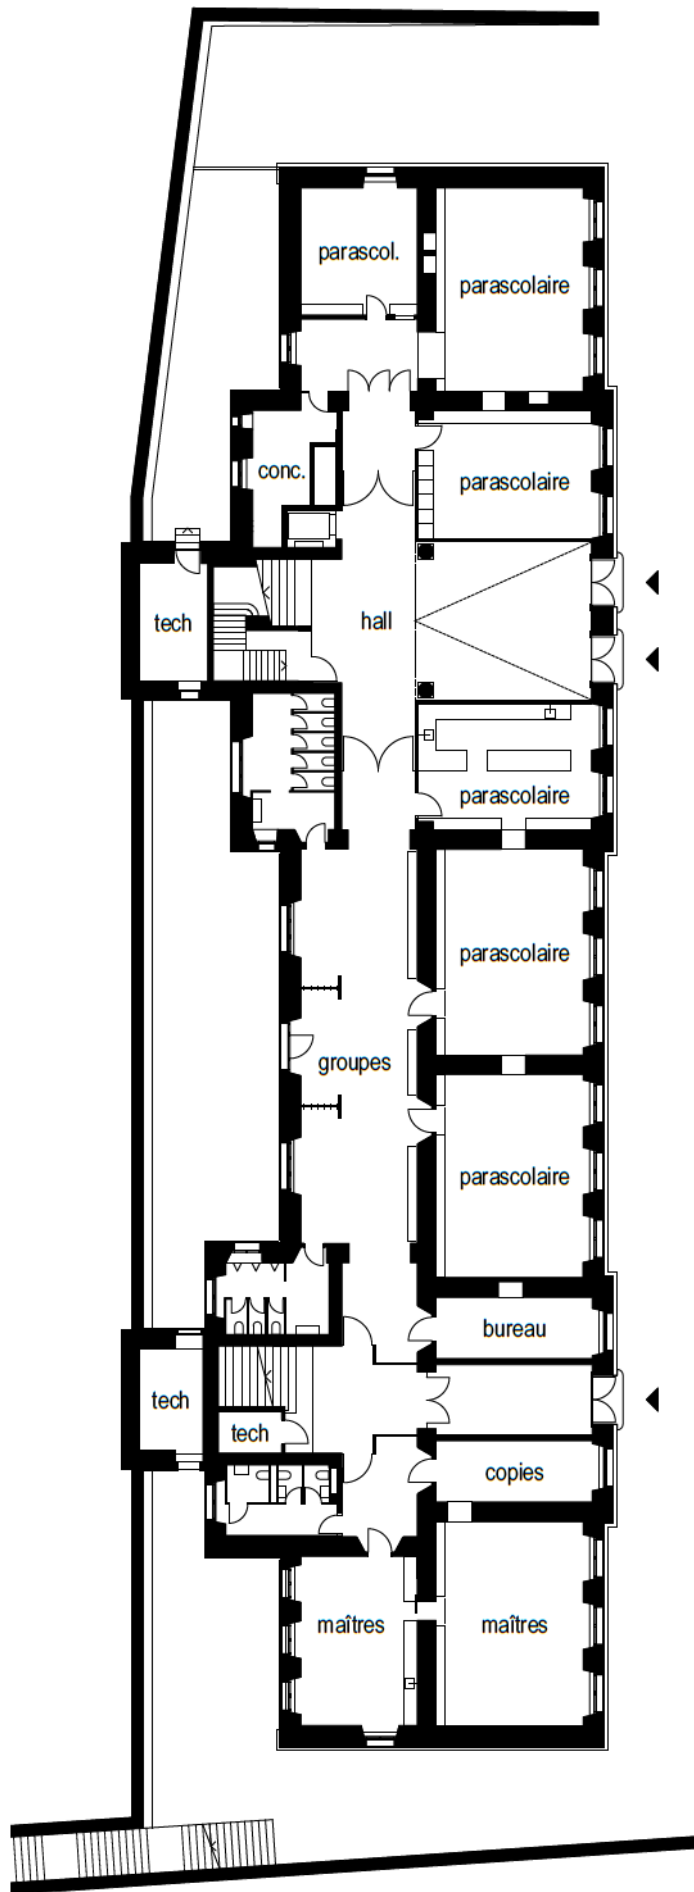 parascol.
parascolaire
conc.
parascolaire
tech
hall
parascolaire
parascolaire
groupes
parascolaire
bureau
tech
tech
copies
maîtres
maîtres